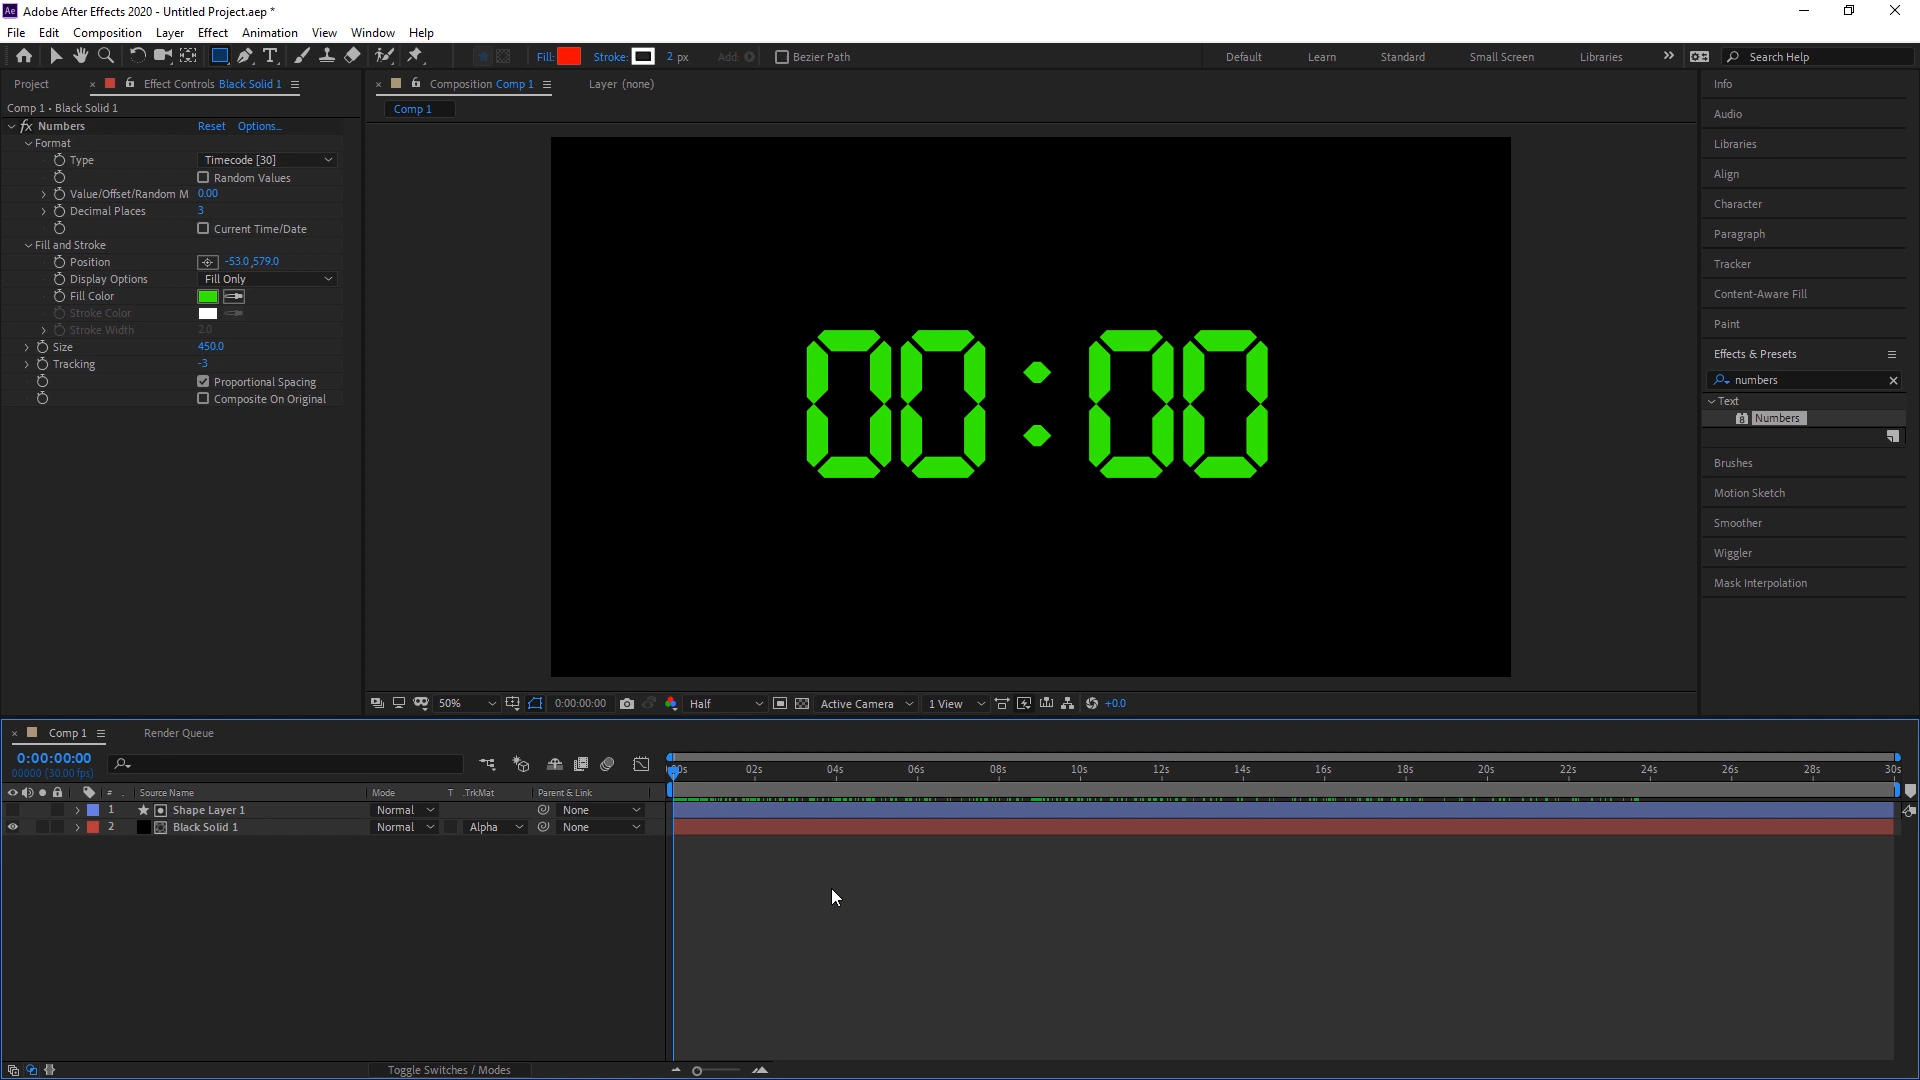 Adobe After Effects 2020 - Untitled Project.aep *
File Edit Composition Layer Effect Animation View Window Help
Fill: Stroke: 2 px Add: Bezier Path Default Learn Standard Small Screen Libraries Search Help
Project Effect Controls Black Solid 1 Composition Comp 1 Layer (none) Info
Comp 1 • Black Solid 1 Comp 1
Audio
Numbers Reset Options...
Format Libraries
Type Timecode [30]
Random Values Align
Value/Offset/Random M 0.00
Decimal Places 3 Character
Current Time/Date Paragraph
Fill and Stroke
Position -53.0,579.0 Tracker
Display Options Fill Only
Fill Color Content-Aware Fill
Stroke Color
Stroke Width 2.0 Paint
Size 450.0 Effects & Presets
Tracking -3
Proportional Spacing numbers
Composite On Original Text
Numbers
00:00
Brushes
Motion Sketch
Smoother
Wiggler
Mask Interpolation
50% 0:00:00:00 Half Active Camera 1 View +0.0
Comp 1 Render Queue
0:00:00:00
00000 (30.00 fps) 02s 04s 06s 08s 10s 12s 14s 16s 18s 20s 22s 24s 26s 28s 30s
# Source Name Mode T .TrkMat Parent & Link
1 Shape Layer 1 Normal None
2 Black Solid 1 Normal Alpha None
Toggle Switches / Modes